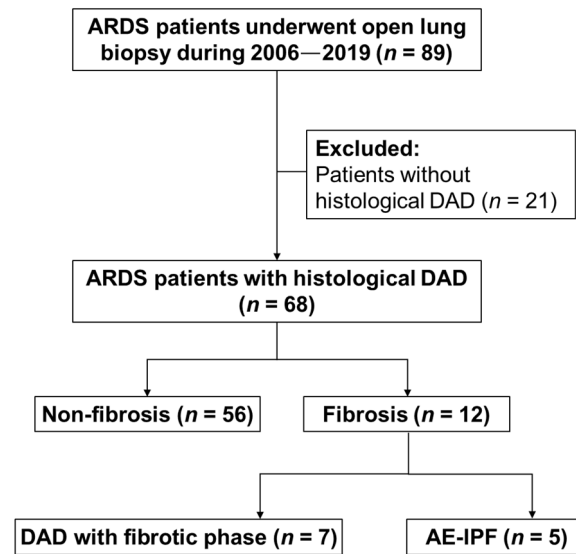 ARDS patients underwent open lung
biopsy during 2006—2019 (n = 89)
Excluded:
Patients without
histological DAD (n = 21)
ARDS patients with histological DAD
(n = 68)
Non-fibrosis (n = 56)
Fibrosis (n = 12)
DAD with fibrotic phase (n = 7)
AE-IPF (n = 5)